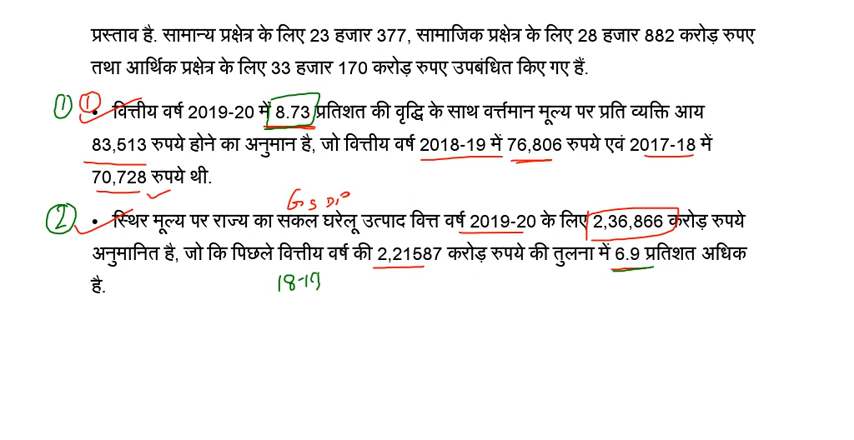 प्रस्ताव है. सामान्य प्रक्षेत्र के लिए 23 हजार 377, सामाजिक प्रक्षेत्र के लिए 28 हजार 882 करोड़ रुपए
तथा आर्थिक प्रक्षेत्र के लिए 33 हजार 170 करोड़ रुपए उपबंधित किए गए हैं.
① ① • वित्तीय वर्ष 2019-20 में 8.73 प्रतिशत की वृद्धि के साथ वर्त्तमान मूल्य पर प्रति व्यक्ति आय
83,513 रुपये होने का अनुमान है, जो वित्तीय वर्ष 2018-19 में 76,806 रुपये एवं 2017-18 में
70,728 रुपये थी.
GSDP
② • स्थिर मूल्य पर राज्य का सकल घरेलू उत्पाद वित्त वर्ष 2019-20 के लिए 2,36,866 करोड़ रुपये
अनुमानित है, जो कि पिछले वित्तीय वर्ष की 2,21587 करोड़ रुपये की तुलना में 6.9 प्रतिशत अधिक
है.
18-19